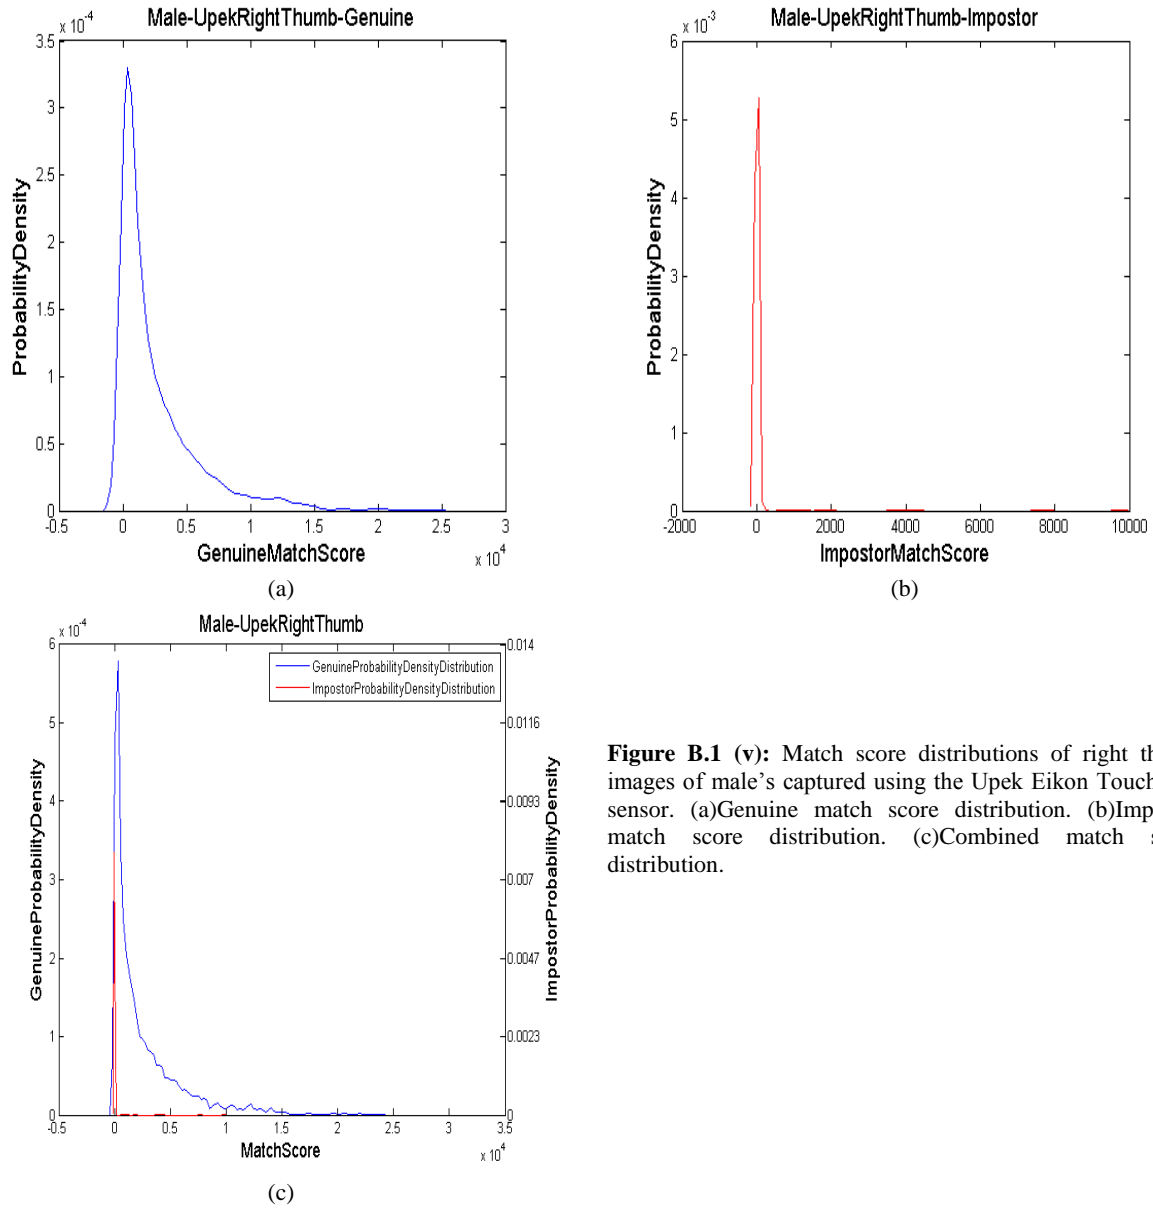 Male-UpekRightThumb-Genuine
x 10^-4
3.5
3
2.5
2
1.5
1
0.5
0
ProbabilityDensity
-0.5 0 0.5 1 1.5 2 2.5 3
GenuineMatchScore
x 10^4
(a)
Male-UpekRightThumb-Impostor
x 10^-3
6
5
4
3
2
1
0
ProbabilityDensity
-2000 0 2000 4000 6000 8000 10000
ImpostorMatchScore
(b)
Male-UpekRightThumb
x 10^-4
6
5
4
3
2
1
0
GenuineProbabilityDensity
GenuineProbabilityDensityDistribution
ImpostorProbabilityDensityDistribution
0.014
0.0116
0.0093
0.007
0.0047
0.0023
0
ImpostorProbabilityDensity
-0.5 0 0.5 1 1.5 2 2.5 3 3.5
MatchScore
x 10^4
(c)
Figure B.1 (v): Match score distributions of right th
images of male's captured using the Upek Eikon Touch
sensor. (a)Genuine match score distribution. (b)Imp
match score distribution. (c)Combined match s
distribution.